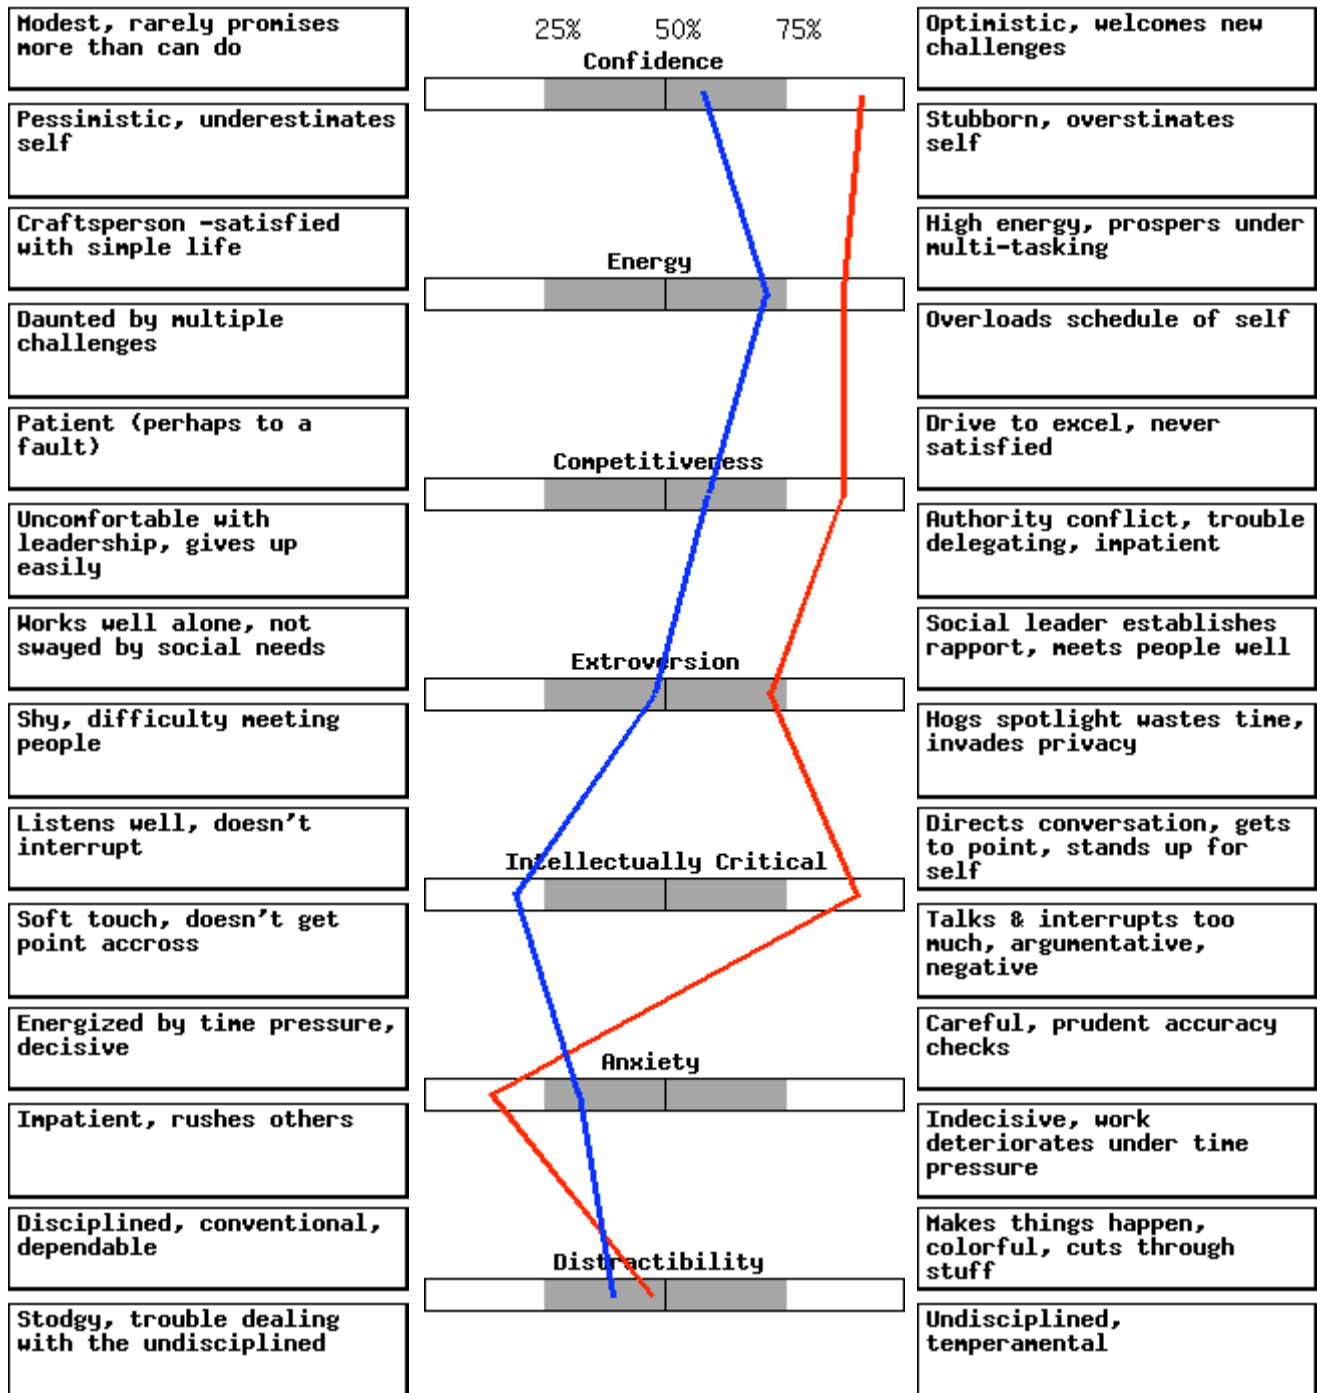 Modest, rarely promises
more than can do
25% 50% 75%
Confidence
Optimistic, welcomes new
challenges
Pessimistic, underestimates
self
Stubborn, overstimates
self
Craftsperson -satisfied
with simple life
Energy
High energy, prospers under
multi-tasking
Daunted by multiple
challenges
Overloads schedule of self
Patient (perhaps to a
fault)
Competitiveness
Drive to excel, never
satisfied
Uncomfortable with
leadership, gives up
easily
Authority conflict, trouble
delegating, impatient
Works well alone, not
swayed by social needs
Extroversion
Social leader establishes
rapport, meets people well
Shy, difficulty meeting
people
Hogs spotlight wastes time,
invades privacy
Listens well, doesn't
interrupt
Intellectually Critical
Directs conversation, gets
to point, stands up for
self
Soft touch, doesn't get
point accross
Talks & interrupts too
much, argumentative,
negative
Energized by time pressure,
decisive
Anxiety
Careful, prudent accuracy
checks
Impatient, rushes others
Indecisive, work
deteriorates under time
pressure
Disciplined, conventional,
dependable
Distractibility
Makes things happen,
colorful, cuts through
stuff
Stodgy, trouble dealing
with the undisciplined
Undisciplined,
temperamental